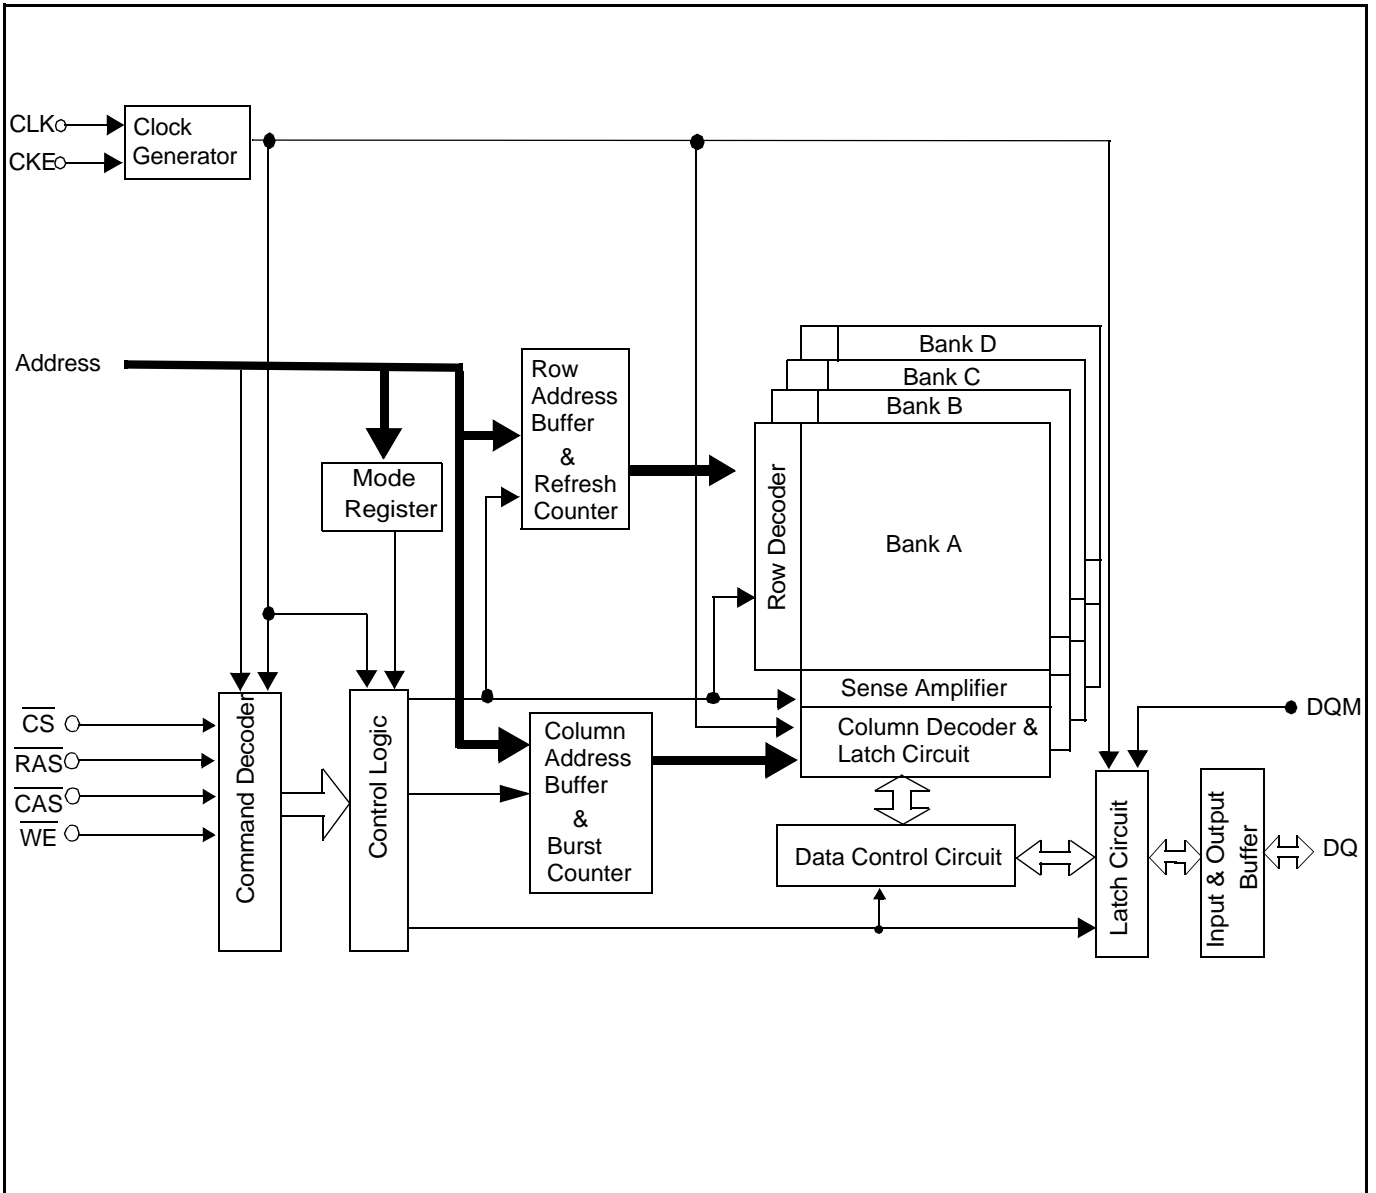 CLK
CKE
Clock
Generator
Address
Row
Address
Buffer
&
Refresh
Counter
Mode
Register
Bank D
Bank C
Bank B
Bank A
Row Decoder
Sense Amplifier
Column Decoder &
Latch Circuit
CS
RAS
CAS
WE
Command Decoder
Control Logic
Column
Address
Buffer
&
Burst
Counter
Data Control Circuit
Latch Circuit
Input & Output
Buffer
DQM
DQ